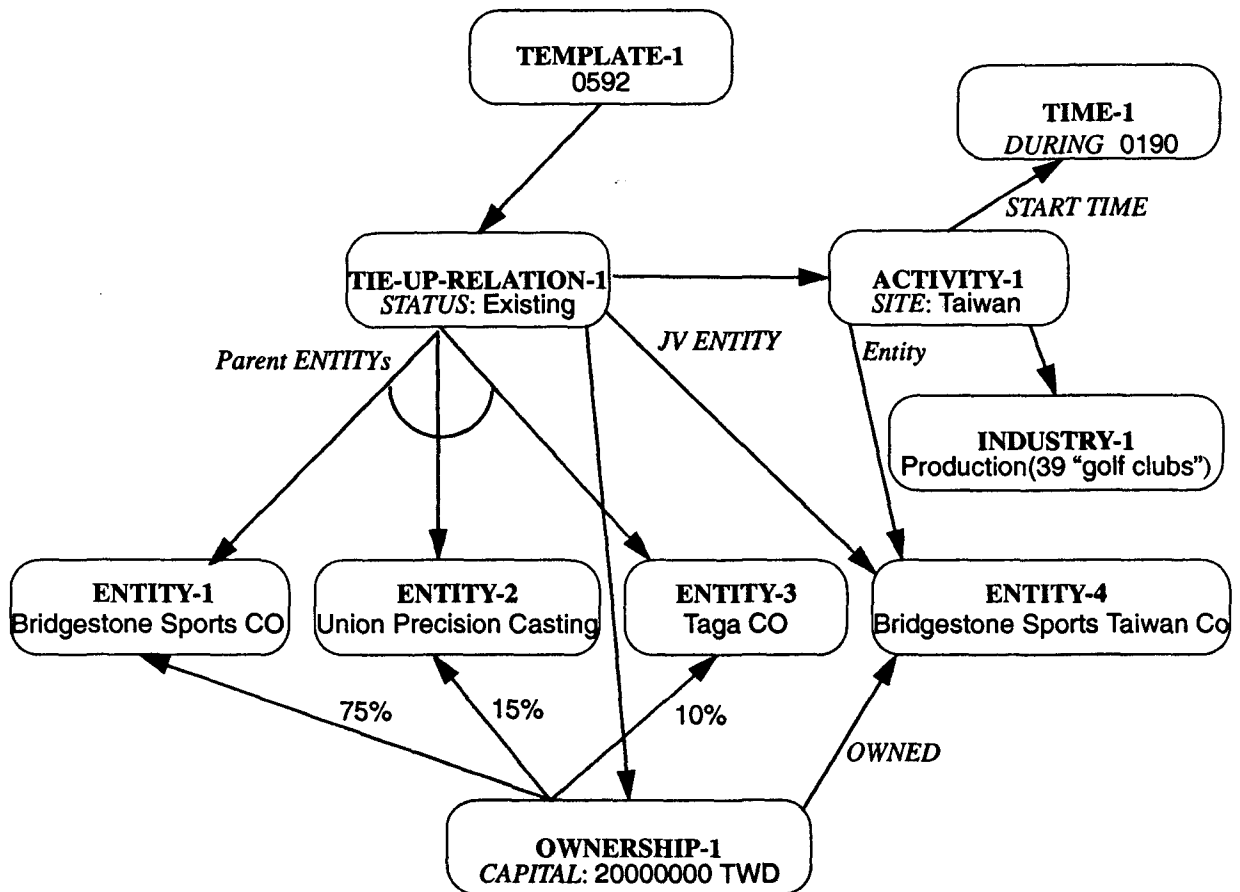 TEMPLATE-1
0592
TIME-1
DURING 0190
START TIME
TIE-UP-RELATION-1
STATUS: Existing
ACTIVITY-1
SITE: Taiwan
Parent ENTITYs
JV ENTITY
Entity
INDUSTRY-1
Production(39 “golf clubs”)
ENTITY-1
Bridgestone Sports CO
ENTITY-2
Union Precision Casting
ENTITY-3
Taga CO
ENTITY-4
Bridgestone Sports Taiwan Co
75%
15%
10%
OWNED
OWNERSHIP-1
CAPITAL: 20000000 TWD